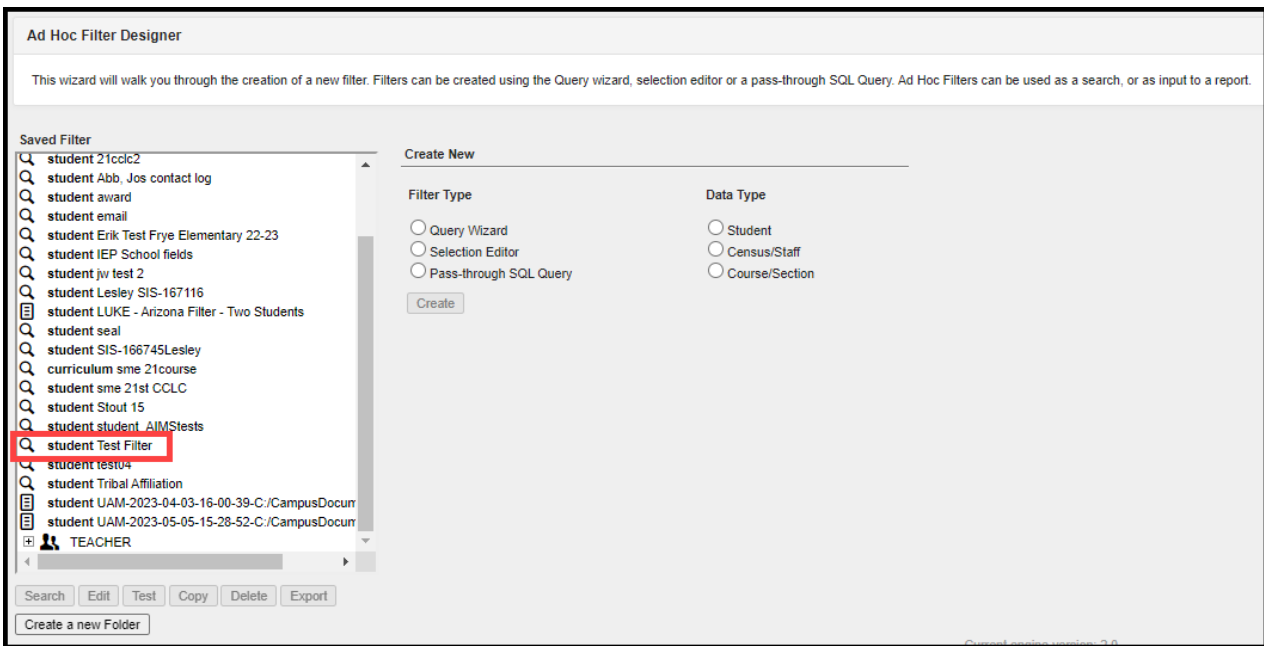 Ad Hoc Filter Designer
This wizard will walk you through the creation of a new filter. Filters can be created using the Query wizard, selection editor or a pass-through SQL Query. Ad Hoc Filters can be used as a search, or as input to a report.
Saved Filter
student 21cclc2
student Abb, Jos contact log
student award
student email
student Erik Test Frye Elementary 22-23
student IEP School fields
student jw test 2
student Lesley SIS-167116
student LUKE - Arizona Filter - Two Students
student seal
student SIS-166745Lesley
curriculum sme 21course
student sme 21st CCLC
student Stout 15
student student_AIMStests
student Test Filter
student test04
student Tribal Affiliation
student UAM-2023-04-03-16-00-39-C:/CampusDocum
student UAM-2023-05-05-15-28-52-C:/CampusDocum
TEACHER
Search Edit Test Copy Delete Export
Create a new Folder
Create New
Filter Type Data Type
Query Wizard Student
Selection Editor Census/Staff
Pass-through SQL Query Course/Section
Create
Current engine version: 2.0